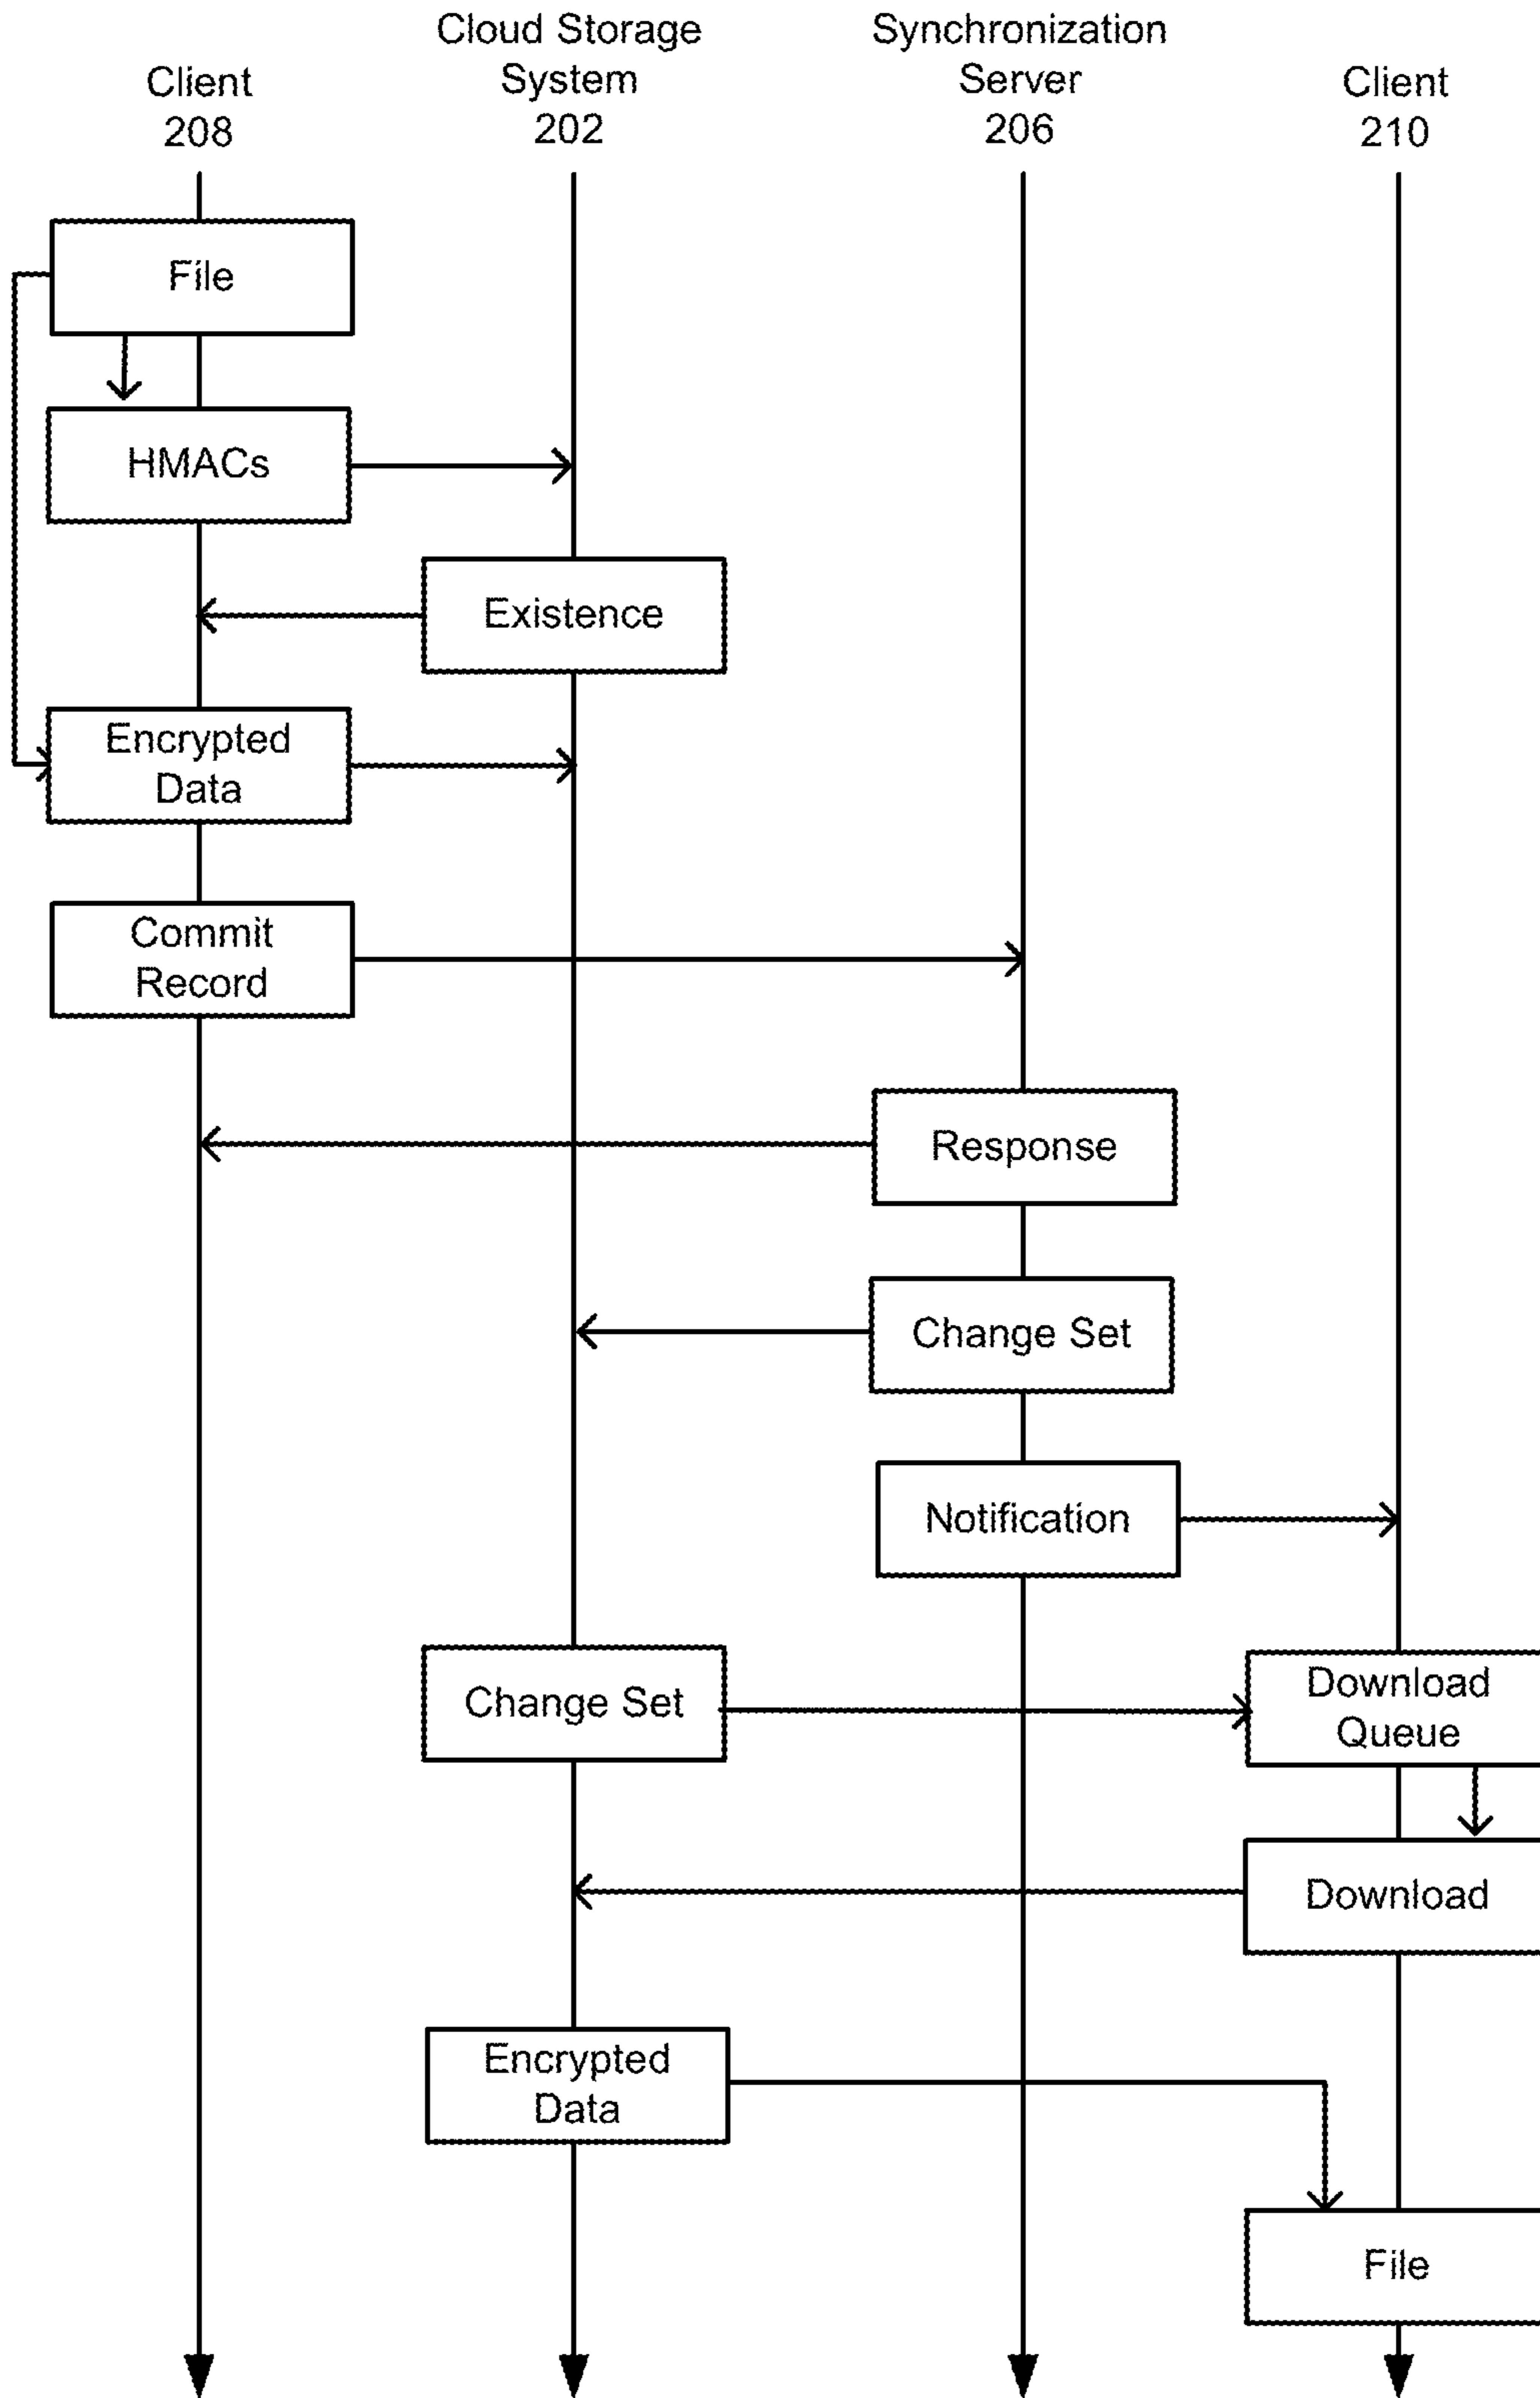 Client
208
Cloud Storage
System
202
Synchronization
Server
206
Client
210
File
HMACs
Existence
Encrypted
Data
Commit
Record
Response
Change Set
Notification
Change Set
Download
Queue
Download
Encrypted
Data
File